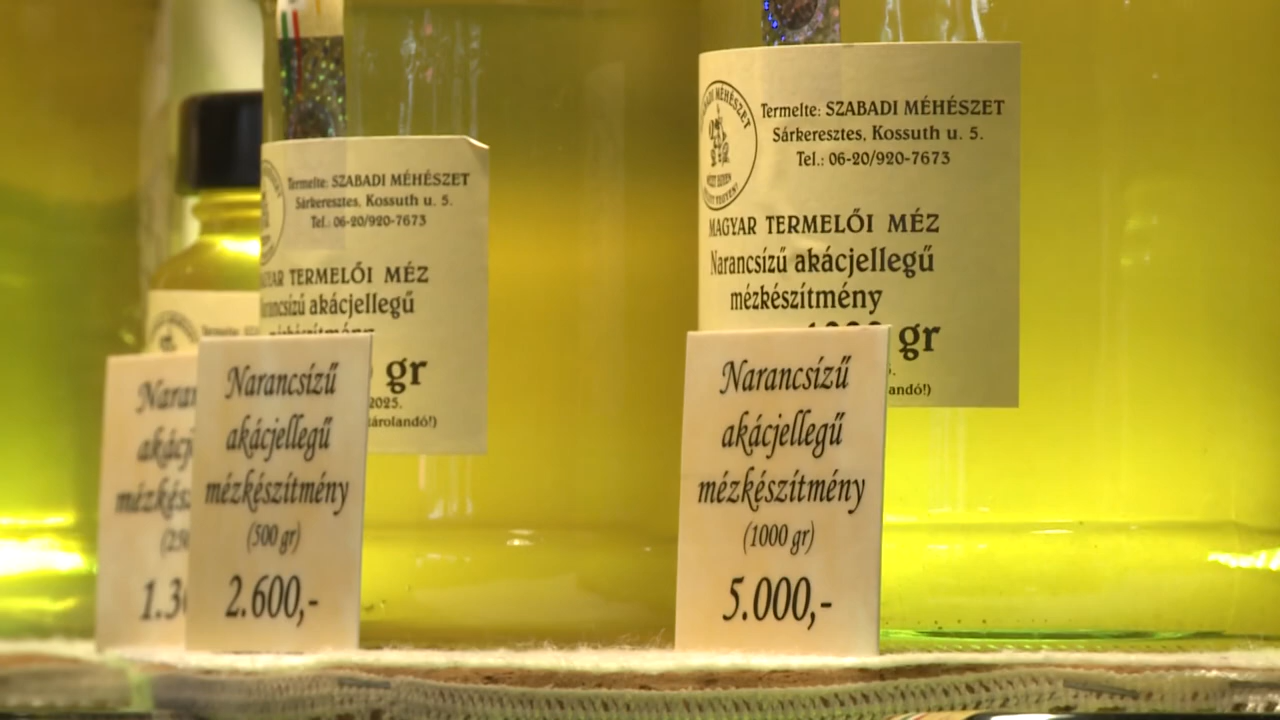 Termelte: SZABADI MÉHÉSZET
Sárkeresztes, Kossuth u. 5.
Tel.: 06-20/920-7673
MAGYAR TERMELŐI MÉZ
Narancsízű akácjellegű
mézkészítmény
gr
Termelte: SZABADI MÉHÉSZET
Sárkeresztes, Kossuth u. 5.
Tel.: 06-20/920-7673
TERMELŐI MÉZ
akácjellegű
gr
2025.
Narancsízű
akácjellegű
mézkészítmény
(500 gr)
2.600,-
Narancsízű
akácjellegű
mézkészítmény
(1000 gr)
5.000,-